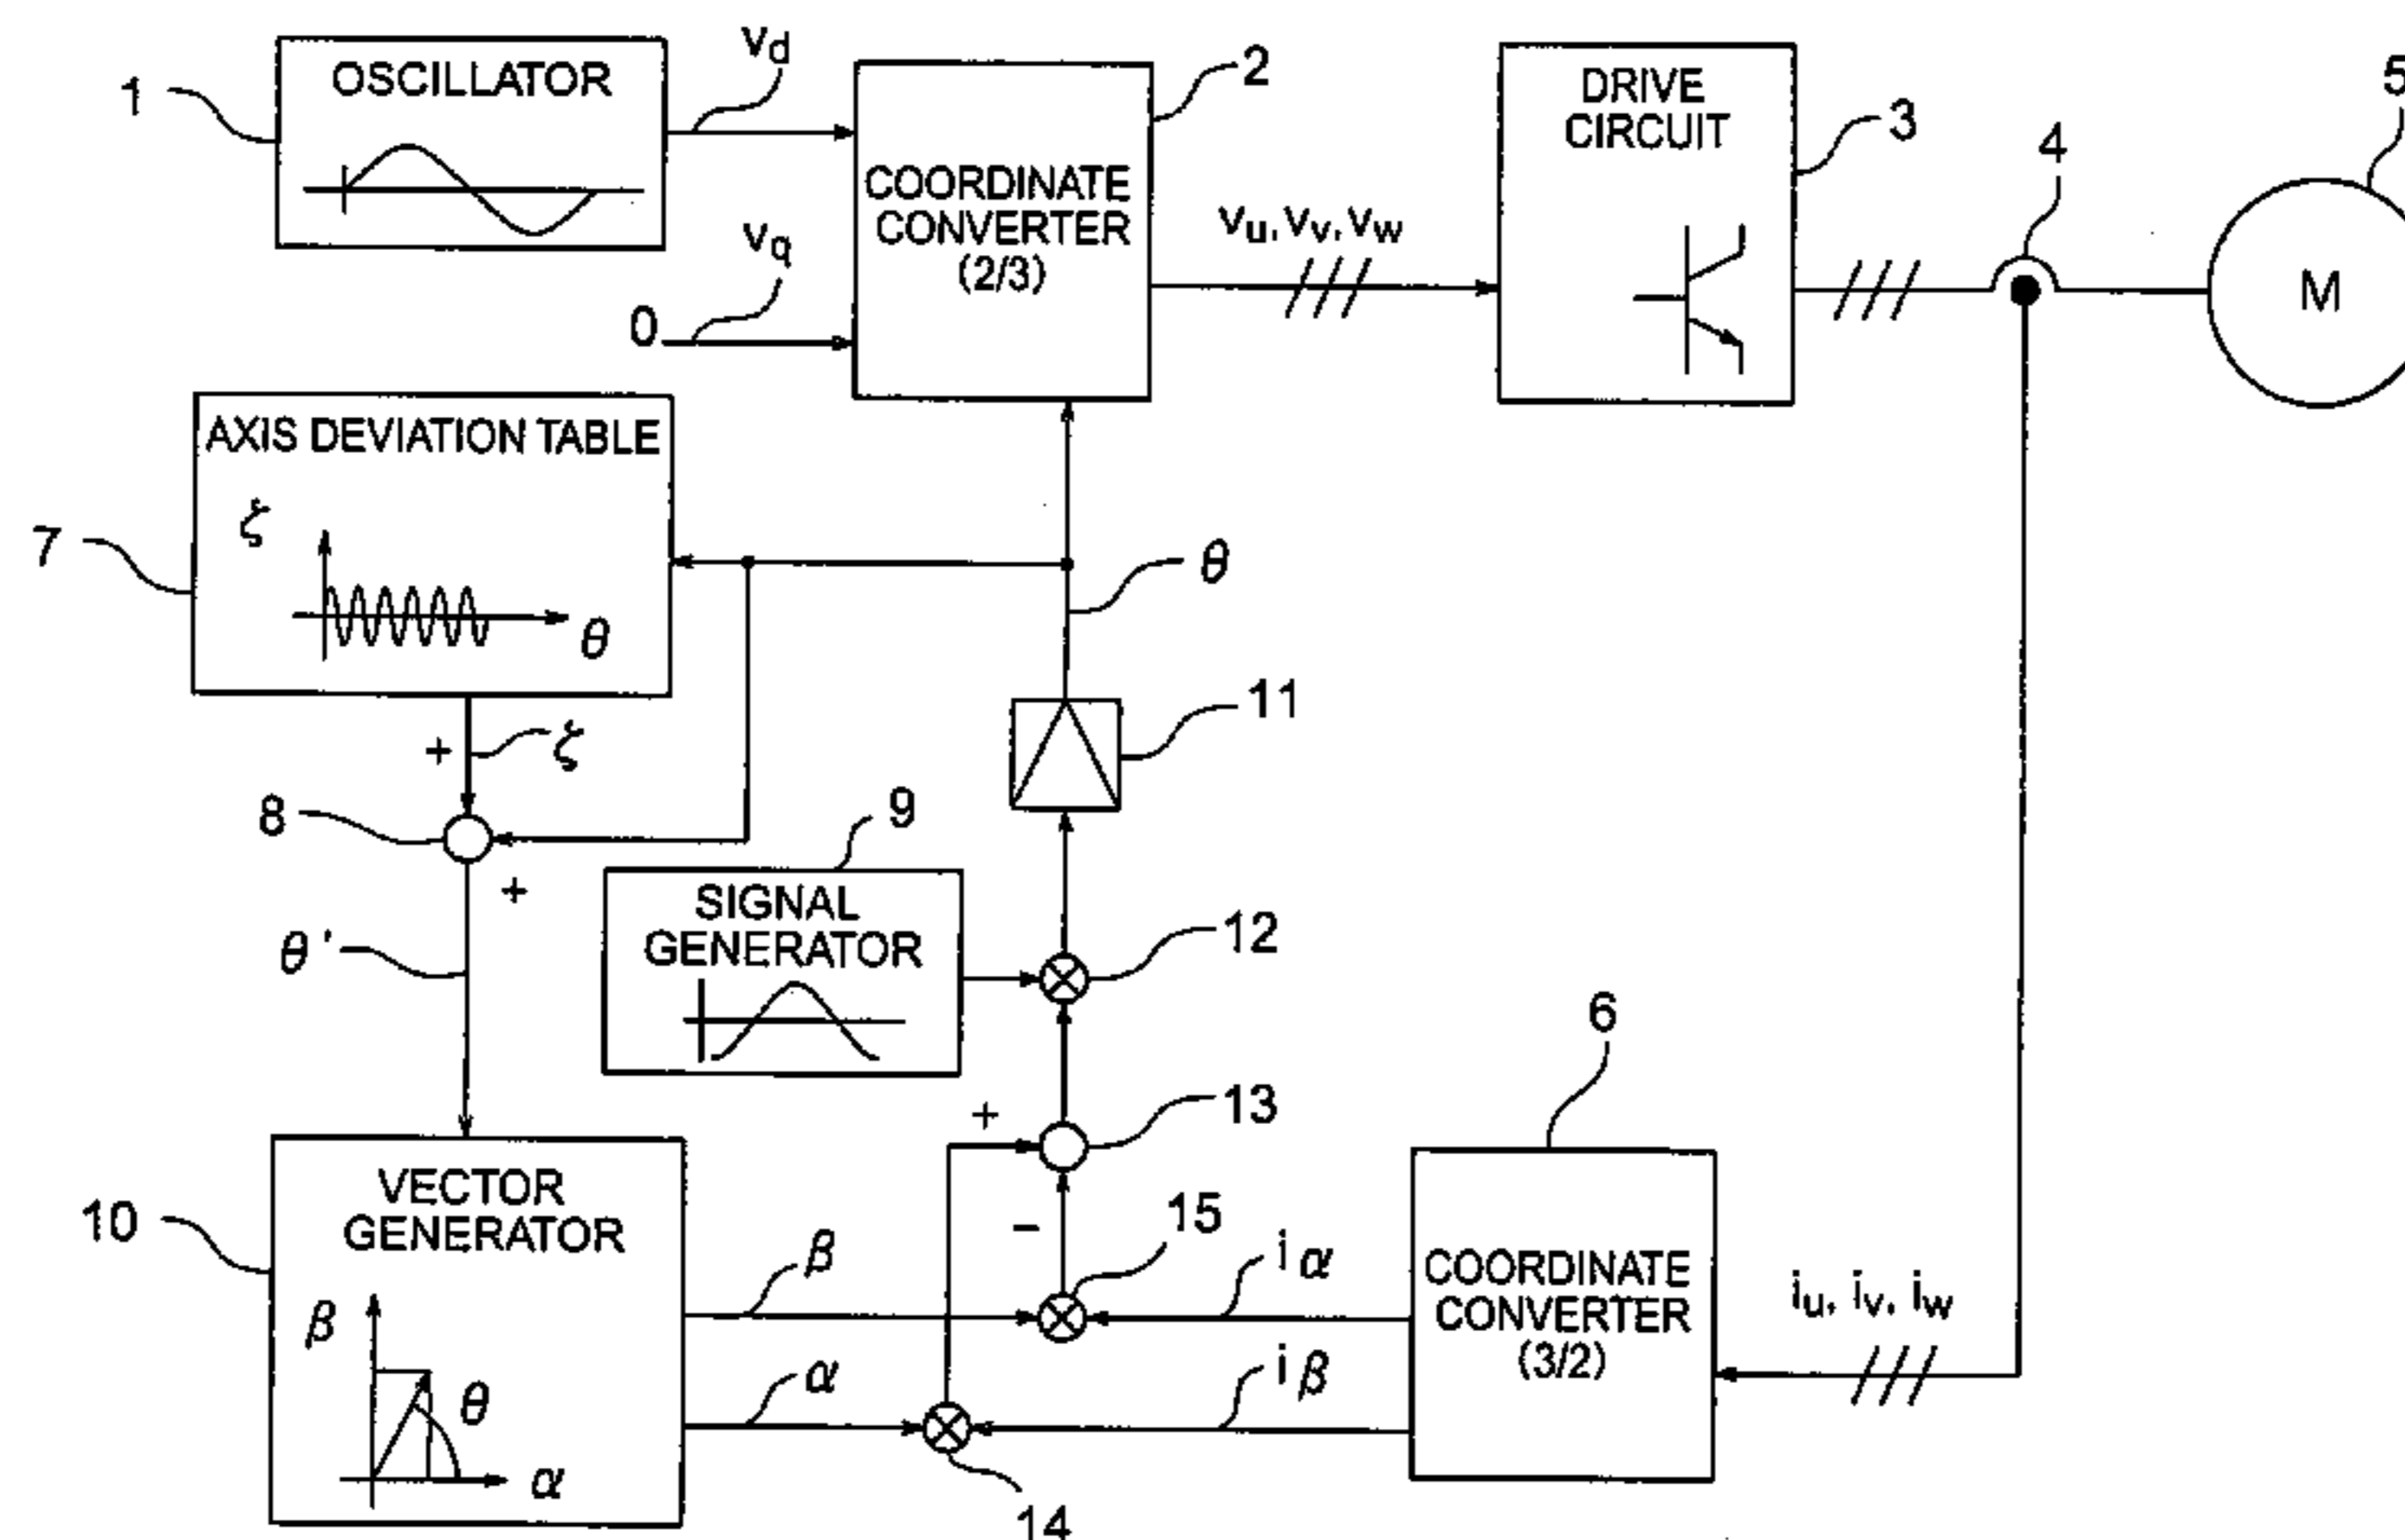 1
OSCILLATOR
vd
2
COORDINATE
CONVERTER
(2/3)
vq
0
vu, vv, vw
DRIVE
CIRCUIT
3
4
5
M
AXIS DEVIATION TABLE
ζ
θ
7
θ
11
+
ζ
8
+
9
SIGNAL
GENERATOR
12
θ'
6
+
13
−
15
10
VECTOR
GENERATOR
β
θ
α
β
α
iα
iβ
COORDINATE
CONVERTER
(3/2)
iu, iv, iw
14